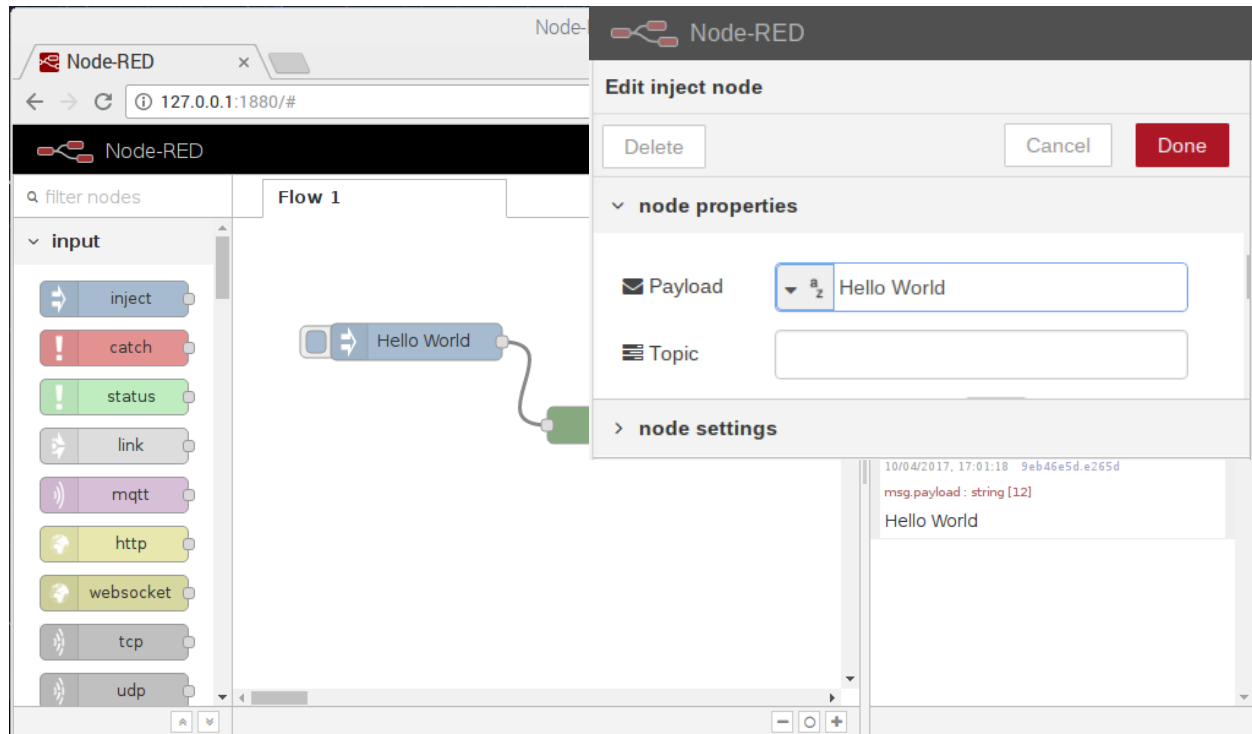 Node-
Node-RED
127.0.0.1:1880/#
Node-RED
filter nodes
Flow 1
input
inject
catch
status
link
mqtt
http
websocket
tcp
udp
Hello World
Node-RED
Edit inject node
Delete
Cancel
Done
node properties
Payload
az
Hello World
Topic
node settings
10/04/2017, 17:01:18 9eb46e5d.e265d
msg.payload : string [12]
Hello World